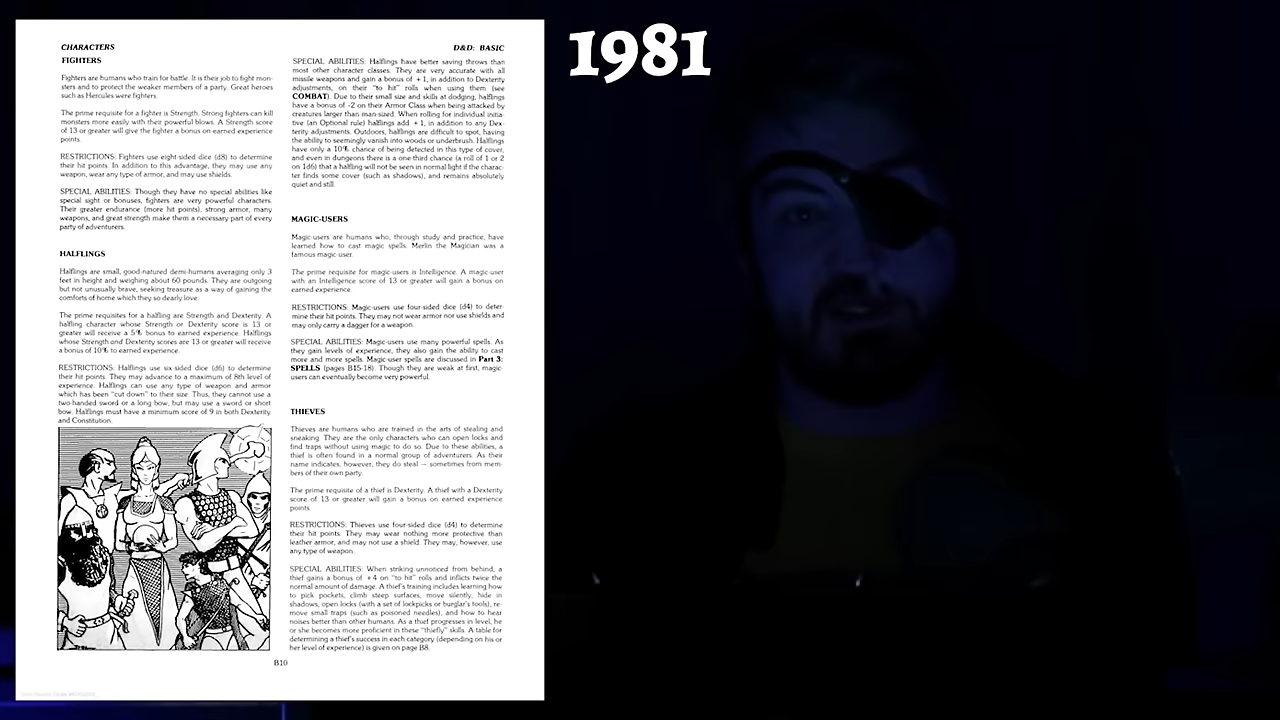 CHARACTERS
FIGHTERS
Fighters are humans who train for battle. It is their job to fight mon-
sters and to protect the weaker members of a party. Great heroes
such as Hercules were fighters.
The prime requisite for a fighter is Strength. Strong fighters can kill
monsters more easily with their powerful blows. A Strength score
of 13 or greater will give the fighter a bonus on earned experience
points.
RESTRICTIONS: Fighters use eight-sided dice (d8) to determine
their hit points. In addition to this advantage, they may use any
weapon, wear any type of armor, and may use shields.
SPECIAL ABILITIES: Though they have no special abilities like
special sight or bonuses, fighters are very powerful characters.
Their greater endurance (more hit points), strong armor, many
weapons, and great strength make them a necessary part of every
party of adventurers.
HALFLINGS
Halflings are small, good-natured demi-humans averaging only 3
feet in height and weighing about 60 pounds. They are outgoing
but not unusually brave, seeking treasure as a way of gaining the
comforts of home which they so dearly love.
The prime requisites for a halfling are Strength and Dexterity. A
halfling character whose Strength or Dexterity score is 13 or
greater will receive a 5% bonus to earned experience. Halflings
whose Strength and Dexterity scores are 13 or greater will receive
a bonus of 10% to earned experience.
RESTRICTIONS: Halflings use six-sided dice (d6) to determine
their hit points. They may advance to a maximum of 8th level of
experience. Halflings can use any type of weapon and armor
which has been "cut down" to their size. Thus, they cannot use a
two-handed sword or a long bow, but may use a sword or short
bow. Halflings must have a minimum score of 9 in both Dexterity
and Constitution.
D&D: BASIC
SPECIAL ABILITIES: Halflings have better saving throws than
most other character classes. They are very accurate with all
missile weapons and gain a bonus of +1, in addition to Dexterity
adjustments, on their "to hit" rolls when using them (see
COMBAT). Due to their small size and skills at dodging, halflings
have a bonus of -2 on their Armor Class when being attacked by
creatures larger than man-sized. When rolling for individual initia-
tive (an Optional rule) halflings add +1, in addition to any Dex-
terity adjustments. Outdoors, halflings are difficult to spot, having
the ability to seemingly vanish into woods or underbrush. Halflings
have only a 10% chance of being detected in this type of cover,
and even in dungeons there is a one-third chance (a roll of 1 or 2
on 1d6) that a halfling will not be seen in normal light if the charac-
ter finds some cover (such as shadows), and remains absolutely
quiet and still.
MAGIC-USERS
Magic-users are humans who, through study and practice, have
learned how to cast magic spells. Merlin the Magician was a
famous magic-user.
The prime requisite for magic-users is Intelligence. A magic-user
with an Intelligence score of 13 or greater will gain a bonus on
earned experience.
RESTRICTIONS: Magic-users use four-sided dice (d4) to deter-
mine their hit points. They may not wear armor nor use shields and
may only carry a dagger for a weapon.
SPECIAL ABILITIES: Magic-users use many powerful spells. As
they gain levels of experience, they also gain the ability to cast
more and more spells. Magic-user spells are discussed in Part 3:
SPELLS (pages B15-18). Though they are weak at first, magic-
users can eventually become very powerful.
THIEVES
Thieves are humans who are trained in the arts of stealing and
sneaking. They are the only characters who can open locks and
find traps without using magic to do so. Due to these abilities, a
thief is often found in a normal group of adventurers. As their
name indicates, however, they do steal — sometimes from mem-
bers of their own party.
The prime requisite of a thief is Dexterity. A thief with a Dexterity
score of 13 or greater will gain a bonus on earned experience
points.
RESTRICTIONS: Thieves use four-sided dice (d4) to determine
their hit points. They may wear nothing more protective than
leather armor, and may not use a shield. They may, however, use
any type of weapon.
SPECIAL ABILITIES: When striking unnoticed from behind, a
thief gains a bonus of +4 on "to hit" rolls and inflicts twice the
normal amount of damage. A thief's training includes learning how
to pick pockets, climb steep surfaces, move silently, hide in
shadows, open locks (with a set of lockpicks or burglar's tools), re-
move small traps (such as poisoned needles), and how to hear
noises better than other humans. As a thief progresses in level, he
or she becomes more proficient in these "thiefly" skills. A table for
determining a thief's success in each category (depending on his or
her level of experience) is given on page B8.
B10
1981